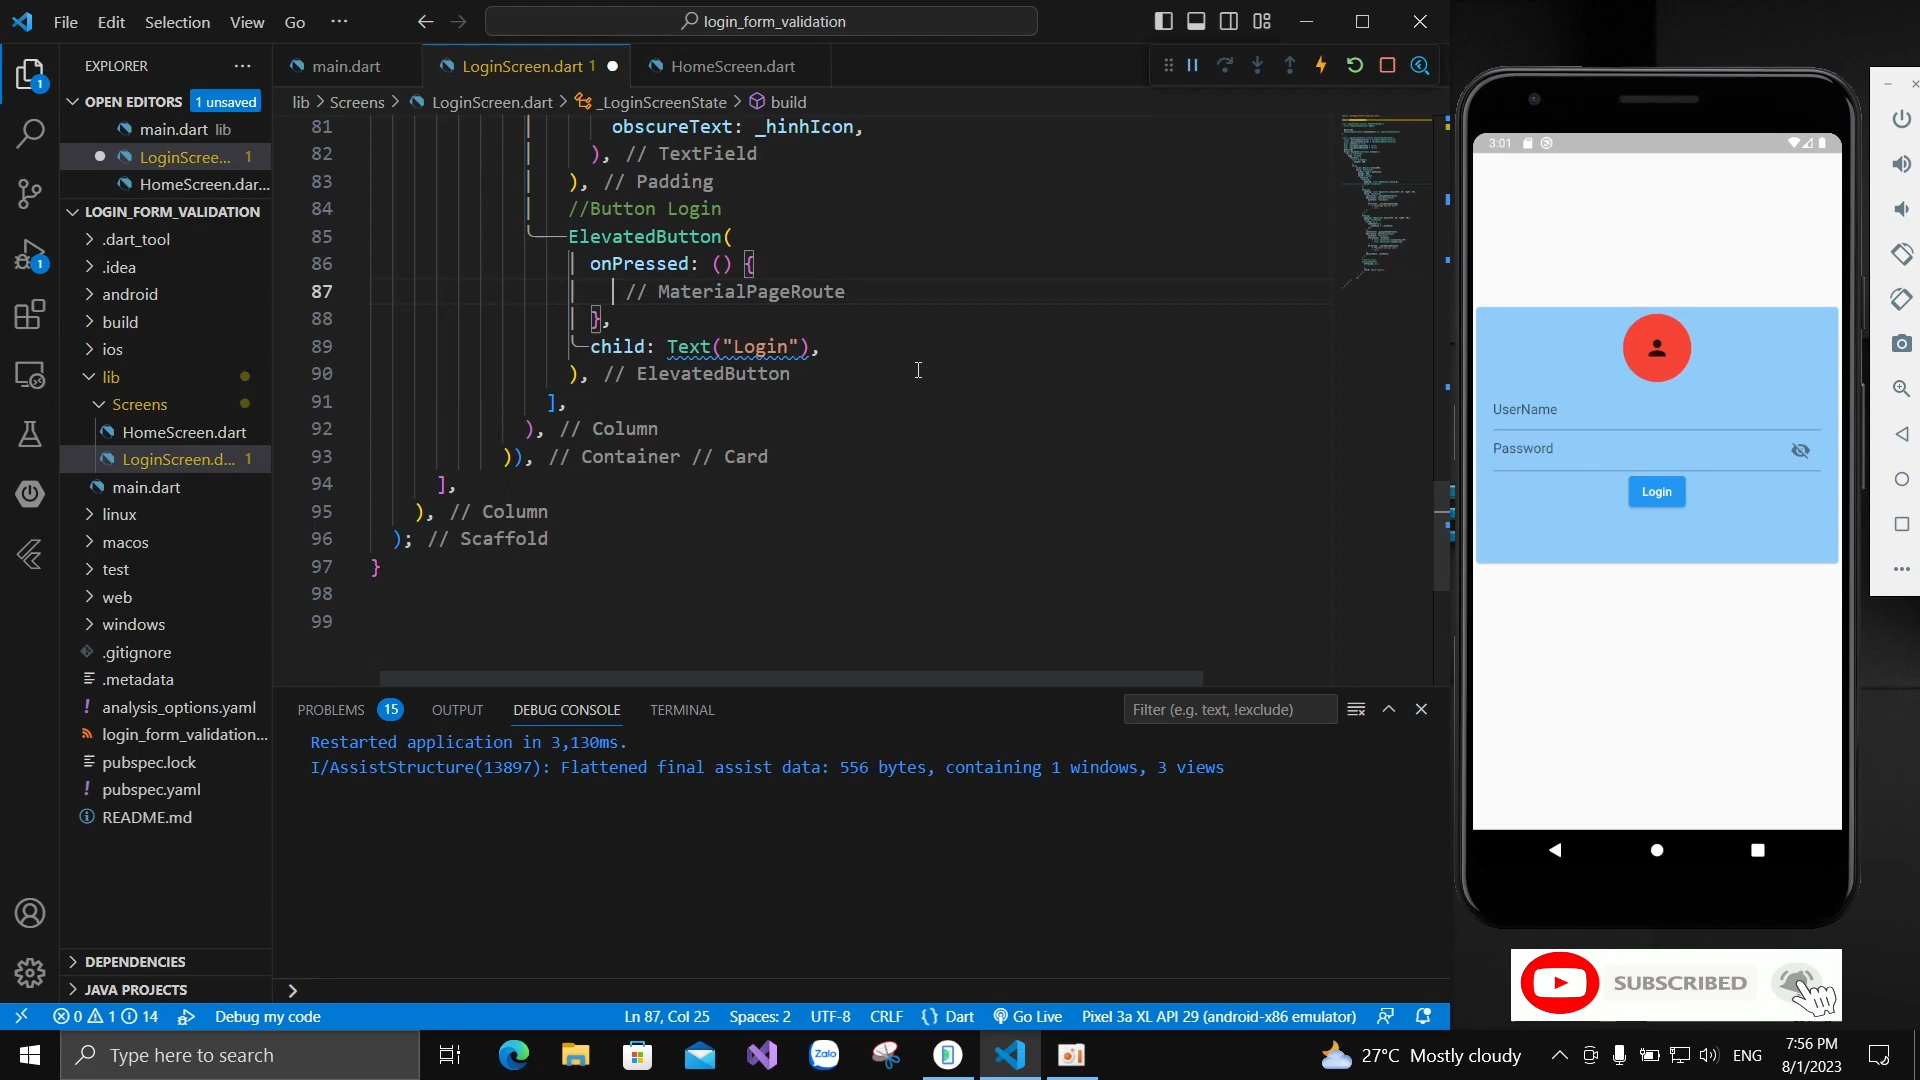 File Edit Selection View Go ···
login_form_validation
EXPLORER
OPEN EDITORS 1 unsaved
main.dart lib
LoginScree... 1
HomeScreen.dar...
LOGIN_FORM_VALIDATION
.dart_tool
.idea
android
build
ios
lib
Screens
HomeScreen.dart
LoginScreen.d... 1
main.dart
linux
macos
test
web
windows
.gitignore
.metadata
analysis_options.yaml
login_form_validation...
pubspec.lock
pubspec.yaml
README.md
DEPENDENCIES
JAVA PROJECTS
main.dart LoginScreen.dart 1 HomeScreen.dart
lib > Screens > LoginScreen.dart > _LoginScreenState > build
81 obscureText: _hinhIcon,
82 ), // TextField
83 ), // Padding
84 //Button Login
85 ElevatedButton(
86 onPressed: () {
87 // MaterialPageRoute
88 },
89 child: Text("Login"),
90 ), // ElevatedButton
91 ],
92 ), // Column
93 )), // Container // Card
94 ],
95 ), // Column
96 ); // Scaffold
97 }
98
99
PROBLEMS 15 OUTPUT DEBUG CONSOLE TERMINAL Filter (e.g. text, !exclude)
Restarted application in 3,130ms.
I/AssistStructure(13897): Flattened final assist data: 556 bytes, containing 1 windows, 3 views
3:01
UserName
Password
Login
SUBSCRIBED
0 1 14 Debug my code Ln 87, Col 25 Spaces: 2 UTF-8 CRLF {} Dart Go Live Pixel 3a XL API 29 (android-x86 emulator)
Type here to search
Zalo
27°C Mostly cloudy
ENG
7:56 PM
8/1/2023